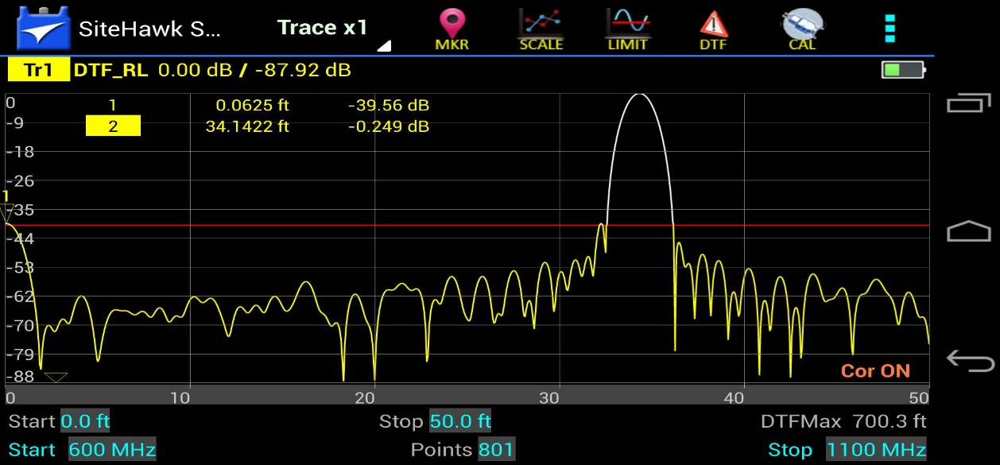 SiteHawk S... Trace x1
MKR SCALE LIMIT DTF CAL
Tr1 DTF_RL 0.00 dB / -87.92 dB
1 0.0625 ft -39.56 dB
2 34.1422 ft -0.249 dB
0
-9
-18
-26
1
-35
-44
-53
-62
-70
-79
-88
Cor ON
0 10 20 30 40 50
Start 0.0 ft Stop 50.0 ft DTFMax 700.3 ft
Start 600 MHz Points 801 Stop 1100 MHz